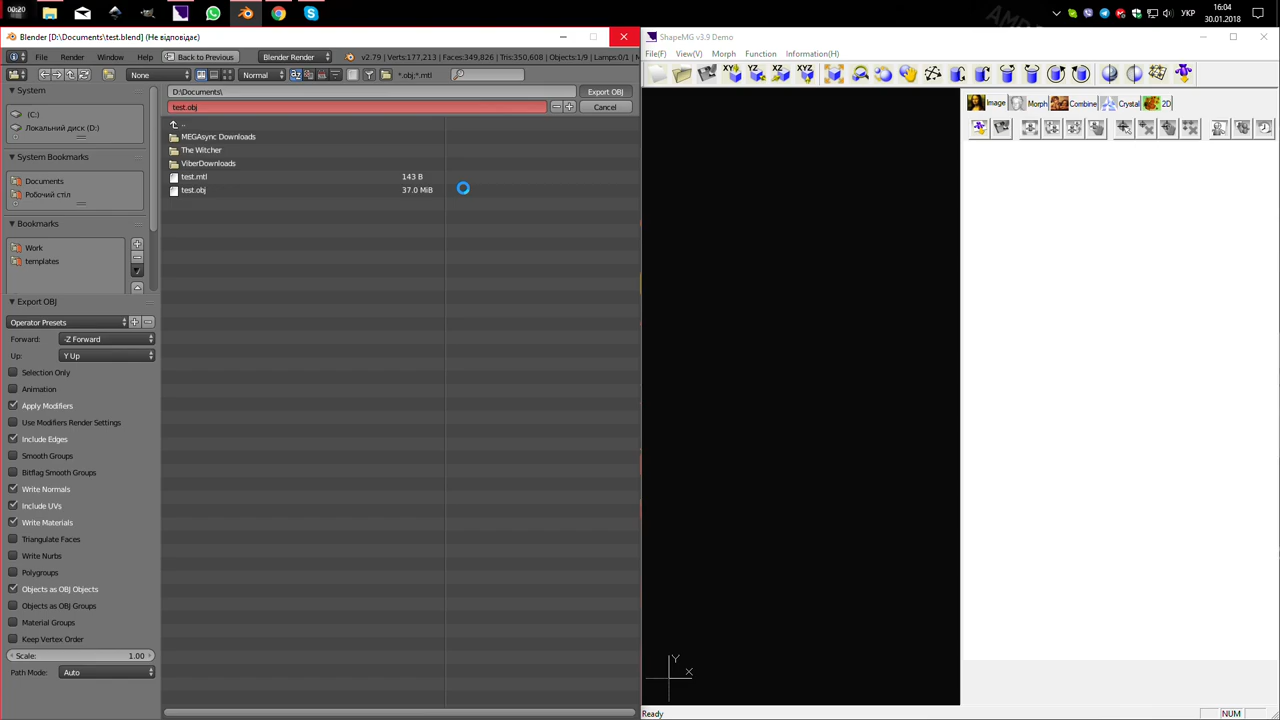 00:20
УКР
16:04
30.01.2018
Blender [D:\Documents\test.blend] (Не відповідає)
File
Render
Window
Help
Back to Previous
Blender Render
v2.79 | Verts:177,213 | Faces:349,826 | Tris:350,608 | Objects:1/9 | Lamps:0/1 | M
None
Normal
*.obj;*.mtl
System
(C:)
Локальний диск (D:)
System Bookmarks
Documents
Робочий стіл
Bookmarks
Work
templates
Export OBJ
Operator Presets
Forward:
-Z Forward
Up:
Y Up
Selection Only
Animation
Apply Modifiers
Use Modifiers Render Settings
Include Edges
Smooth Groups
Bitflag Smooth Groups
Write Normals
Include UVs
Write Materials
Triangulate Faces
Write Nurbs
Polygroups
Objects as OBJ Objects
Objects as OBJ Groups
Material Groups
Keep Vertex Order
Scale:
1.00
Path Mode:
Auto
D:\Documents\
Export OBJ
test.obj
Cancel
..
MEGAsync Downloads
The Witcher
ViberDownloads
test.mtl
143 B
test.obj
37.0 MiB
ShapeMG v3.9 Demo
File(F)
View(V)
Morph
Function
Information(H)
XY
YZ
XZ
XYZ
Image
Morph
Combine
Crystal
2D
Y
X
Ready
NUM